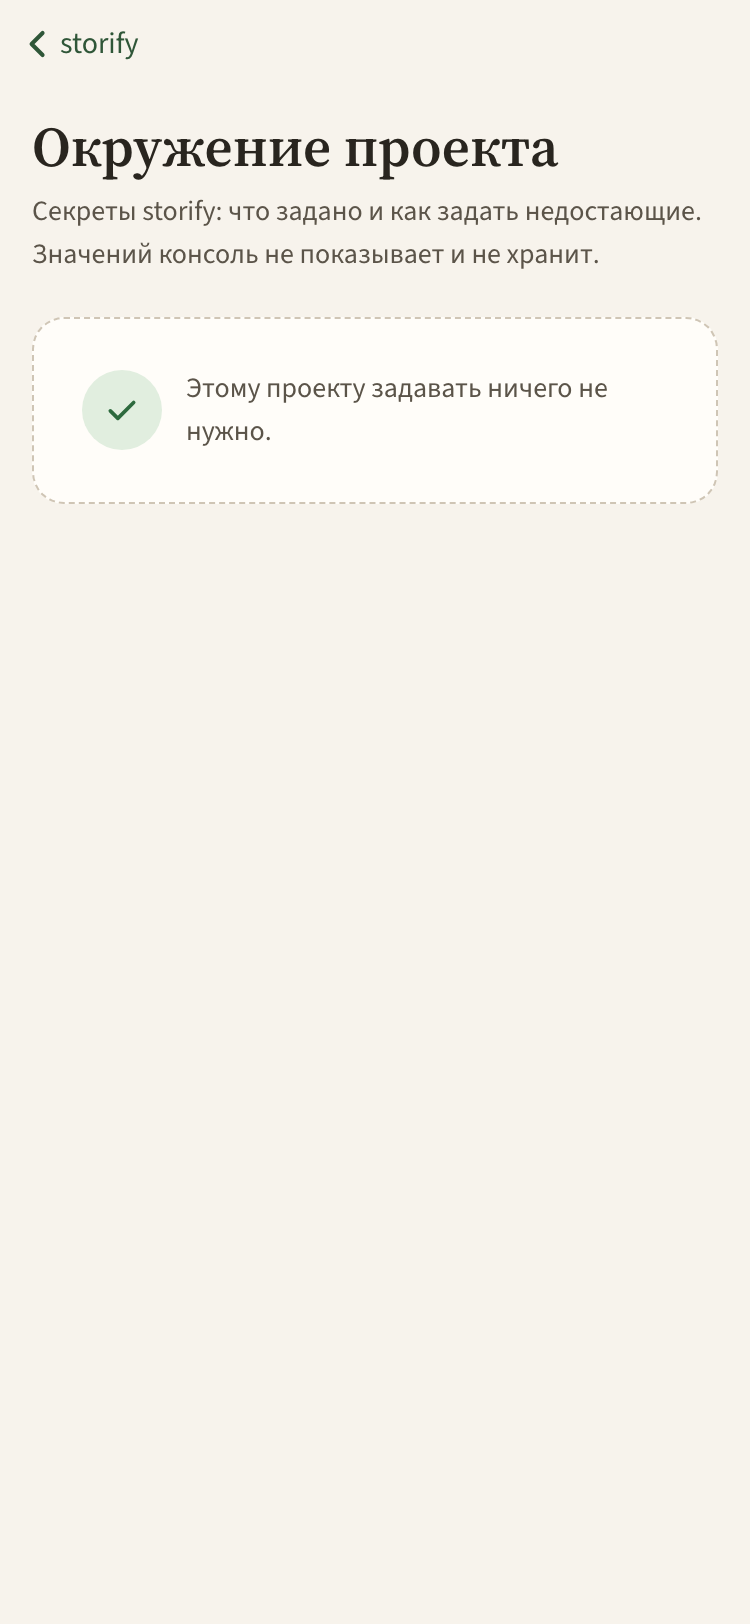 storify
Окружение проекта
Секреты storify: что задано и как задать недостающие.
Значений консоль не показывает и не хранит.
Этому проекту задавать ничего не
нужно.